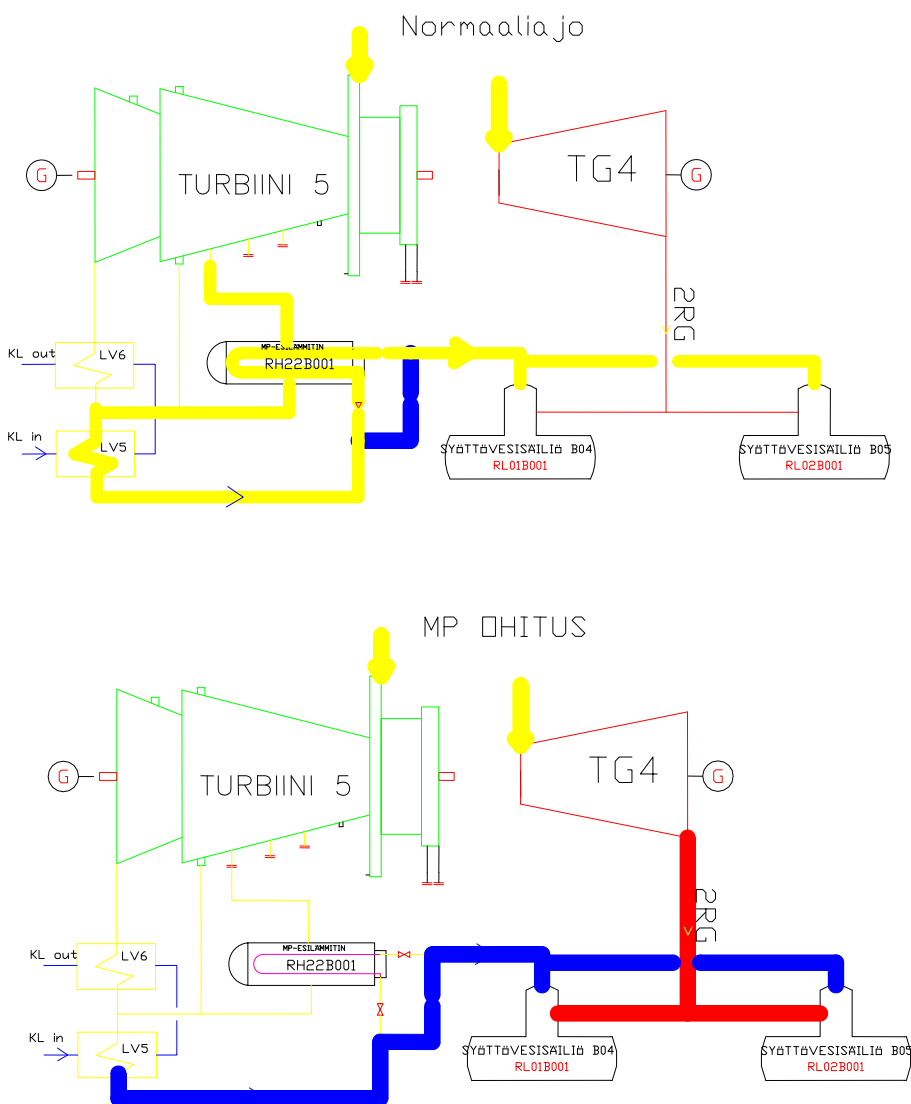 Normaaliajo
TURBIINI 5
TG4
G
G
2RG
KL out
LV6
MP-ESILÄMMITIN
RH22B001
KL in
LV5
SYÖTTÖVESISÄILIÖ B04
RL01B001
SYÖTTÖVESISÄILIÖ B05
RL02B001
MP OHITUS
TURBIINI 5
TG4
G
G
2RG
KL out
LV6
MP-ESILÄMMITIN
RH22B001
KL in
LV5
SYÖTTÖVESISÄILIÖ B04
RL01B001
SYÖTTÖVESISÄILIÖ B05
RL02B001